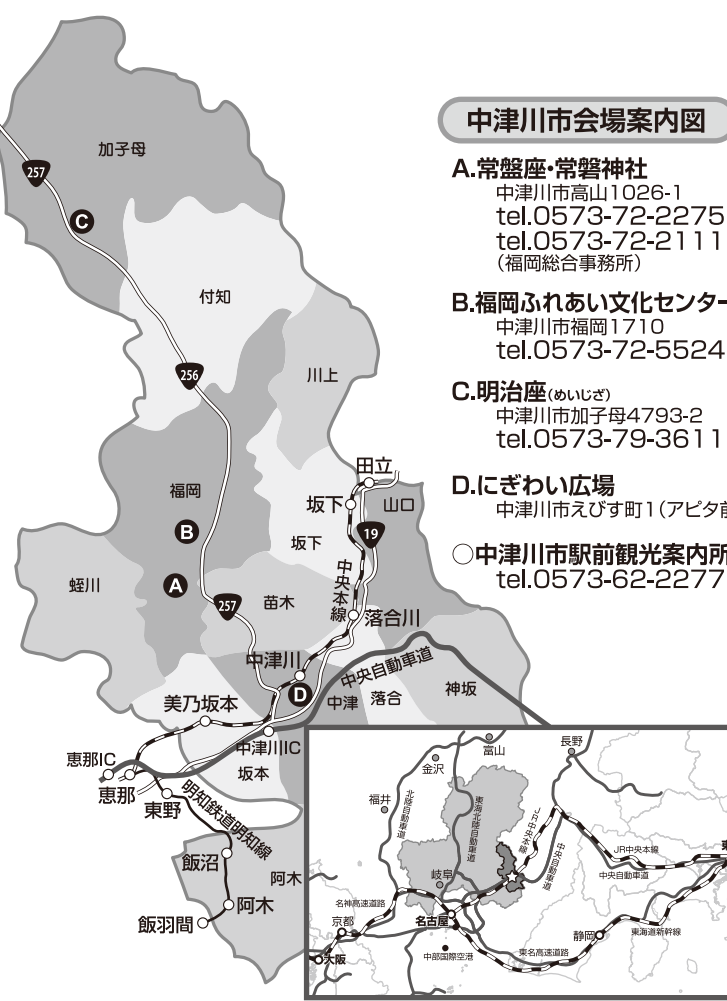 中津川市会場案内図
A.常盤座・常磐神社
中津川市高山1026-1
tel.0573-72-2275
tel.0573-72-2111
(福岡総合事務所)
B.福岡ふれあい文化センター
中津川市福岡1710
tel.0573-72-5524
C.明治座(めいじざ)
中津川市加子母4793-2
tel.0573-79-3611
D.にぎわい広場
中津川市えびす町1(アピタ前
○中津川市駅前観光案内所
tel.0573-62-2277
加子母
257
C
付知
256
川上
福岡
田立
坂下
山口
B
坂下
19
蛭川
A
中央本線
257
苗木
落合川
中津川
中央自動車道
D
中津
落合
神坂
美乃坂本
中津川IC
恵那IC
坂本
恵那
東野
明知鉄道明知線
飯沼
阿木
阿木
飯羽間
富山
長野
金沢
福井
北陸自動車道
東海北陸自動車道
JR中央本線
中央自動車道
JR中央本線
中央自動車道
岐阜
名神高速道路
京都
名古屋
静岡
東海道新幹線
大阪
中部国際空港
東名高速道路